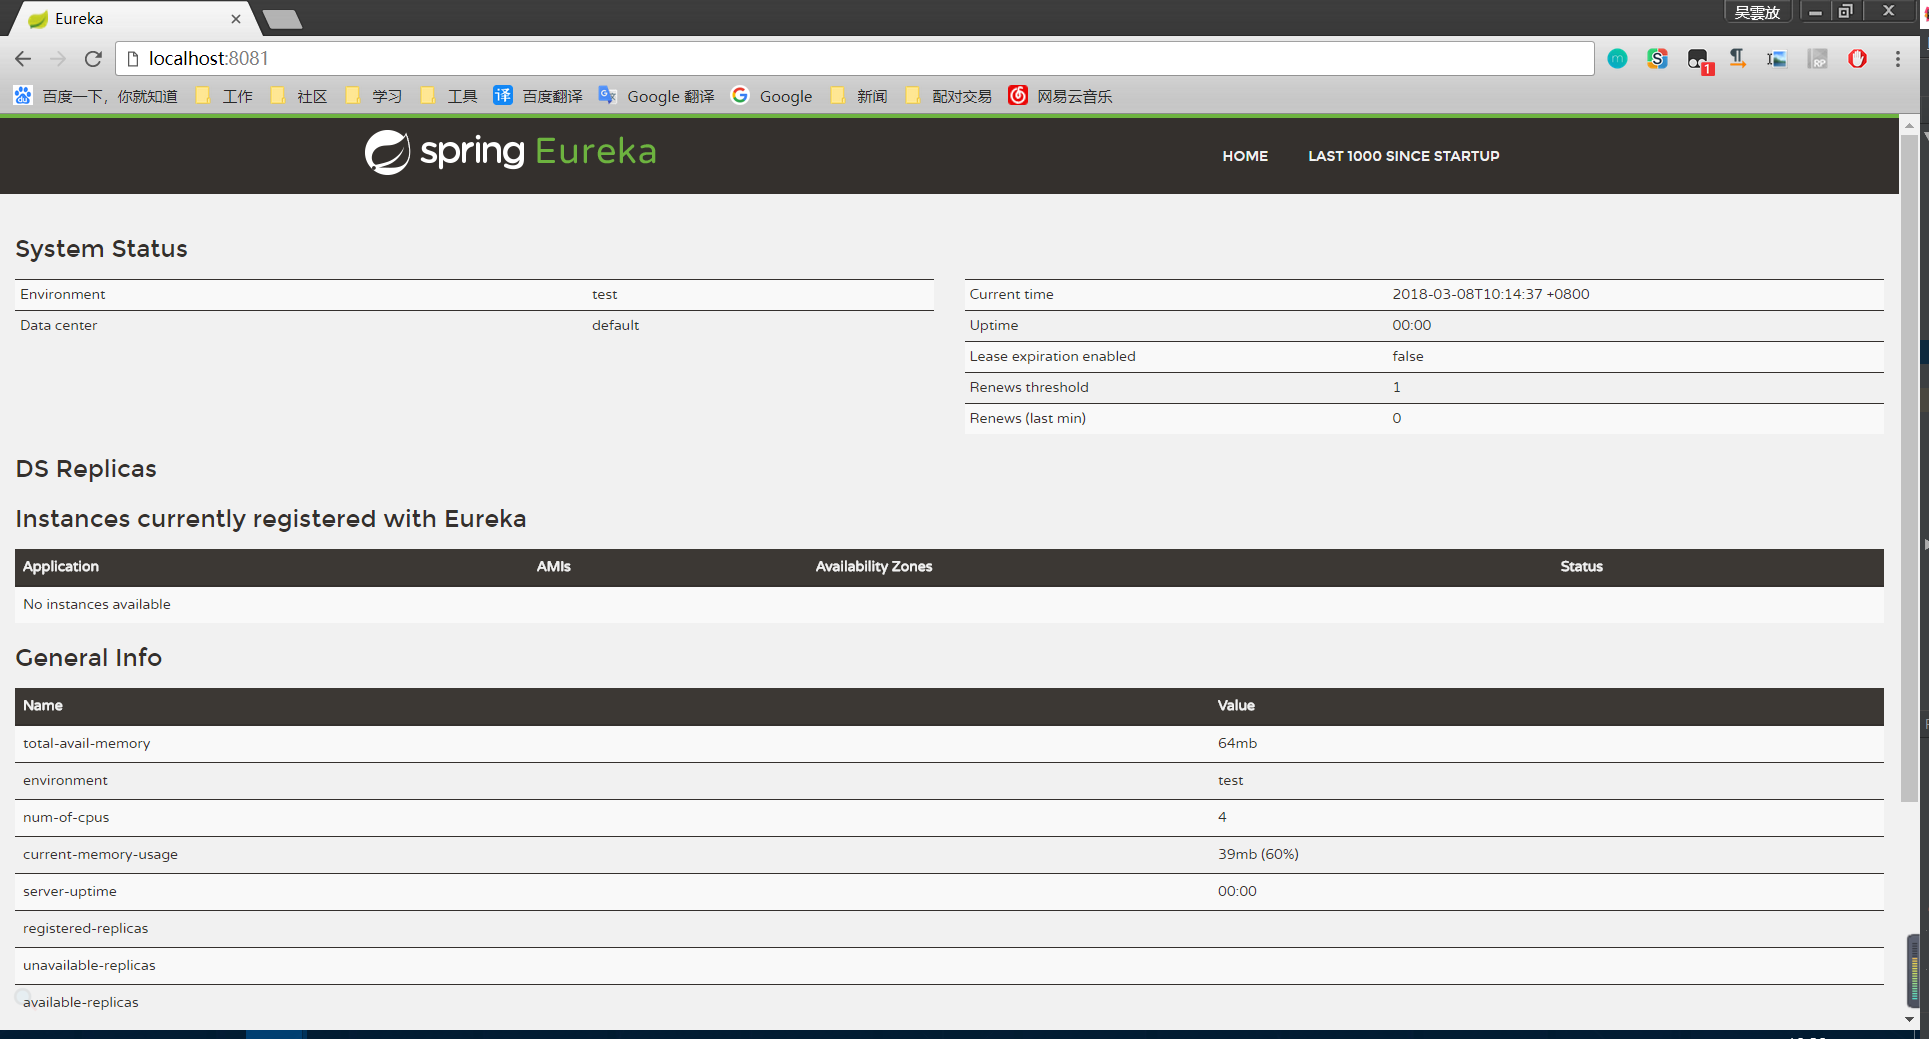 Eureka
吴雲放
localhost:8081
百度一下，你就知道 工作 社区 学习 工具 百度翻译 Google 翻译 Google 新闻 配对交易 网易云音乐
spring Eureka
HOME LAST 1000 SINCE STARTUP
System Status
Environment test
Data center default
Current time 2018-03-08T10:14:37 +0800
Uptime 00:00
Lease expiration enabled false
Renews threshold 1
Renews (last min) 0
DS Replicas
Instances currently registered with Eureka
Application AMIs Availability Zones Status
No instances available
General Info
Name Value
total-avail-memory 64mb
environment test
num-of-cpus 4
current-memory-usage 39mb (60%)
server-uptime 00:00
registered-replicas
unavailable-replicas
available-replicas